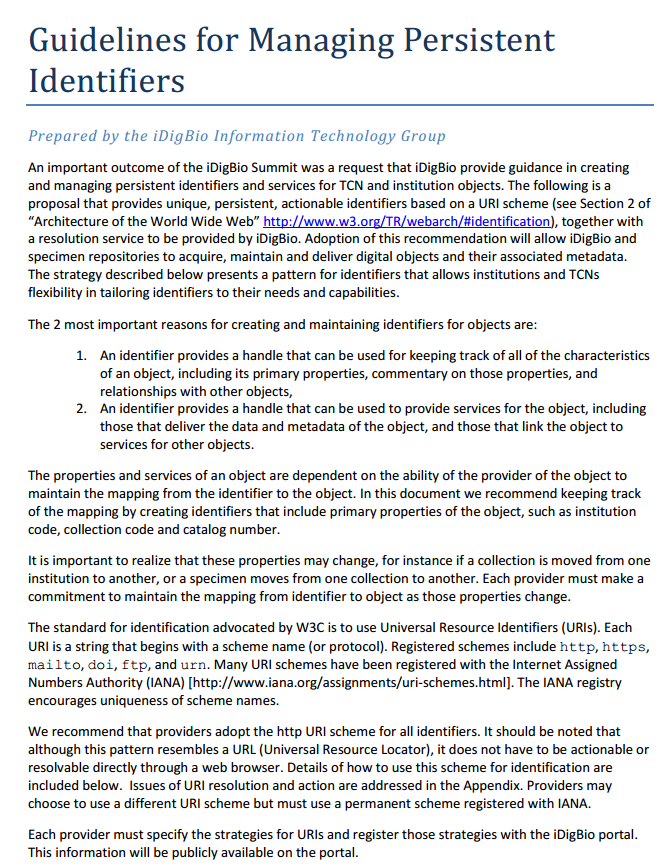 Guidelines for Managing Persistent
Identifiers
Prepared by the iDigBio Information Technology Group
An important outcome of the iDigBio Summit was a request that iDigBio provide guidance in creating
and managing persistent identifiers and services for TCN and institution objects. The following is a
proposal that provides unique, persistent, actionable identifiers based on a URI scheme (see Section 2 of
“Architecture of the World Wide Web” http://www.w3.org/TR/webarch/#identification), together with
a resolution service to be provided by iDigBio. Adoption of this recommendation will allow iDigBio and
specimen repositories to acquire, maintain and deliver digital objects and their associated metadata.
The strategy described below presents a pattern for identifiers that allows institutions and TCNs
flexibility in tailoring identifiers to their needs and capabilities.
The 2 most important reasons for creating and maintaining identifiers for objects are:
1. An identifier provides a handle that can be used for keeping track of all of the characteristics
of an object, including its primary properties, commentary on those properties, and
relationships with other objects,
2. An identifier provides a handle that can be used to provide services for the object, including
those that deliver the data and metadata of the object, and those that link the object to
services for other objects.
The properties and services of an object are dependent on the ability of the provider of the object to
maintain the mapping from the identifier to the object. In this document we recommend keeping track
of the mapping by creating identifiers that include primary properties of the object, such as institution
code, collection code and catalog number.
It is important to realize that these properties may change, for instance if a collection is moved from one
institution to another, or a specimen moves from one collection to another. Each provider must make a
commitment to maintain the mapping from identifier to object as those properties change.
The standard for identification advocated by W3C is to use Universal Resource Identifiers (URIs). Each
URI is a string that begins with a scheme name (or protocol). Registered schemes include http, https,
mailto, doi, ftp, and urn. Many URI schemes have been registered with the Internet Assigned
Numbers Authority (IANA) [http://www.iana.org/assignments/uri-schemes.html]. The IANA registry
encourages uniqueness of scheme names.
We recommend that providers adopt the http URI scheme for all identifiers. It should be noted that
although this pattern resembles a URL (Universal Resource Locator), it does not have to be actionable or
resolvable directly through a web browser. Details of how to use this scheme for identification are
included below. Issues of URI resolution and action are addressed in the Appendix. Providers may
choose to use a different URI scheme but must use a permanent scheme registered with IANA.
Each provider must specify the strategies for URIs and register those strategies with the iDigBio portal.
This information will be publicly available on the portal.